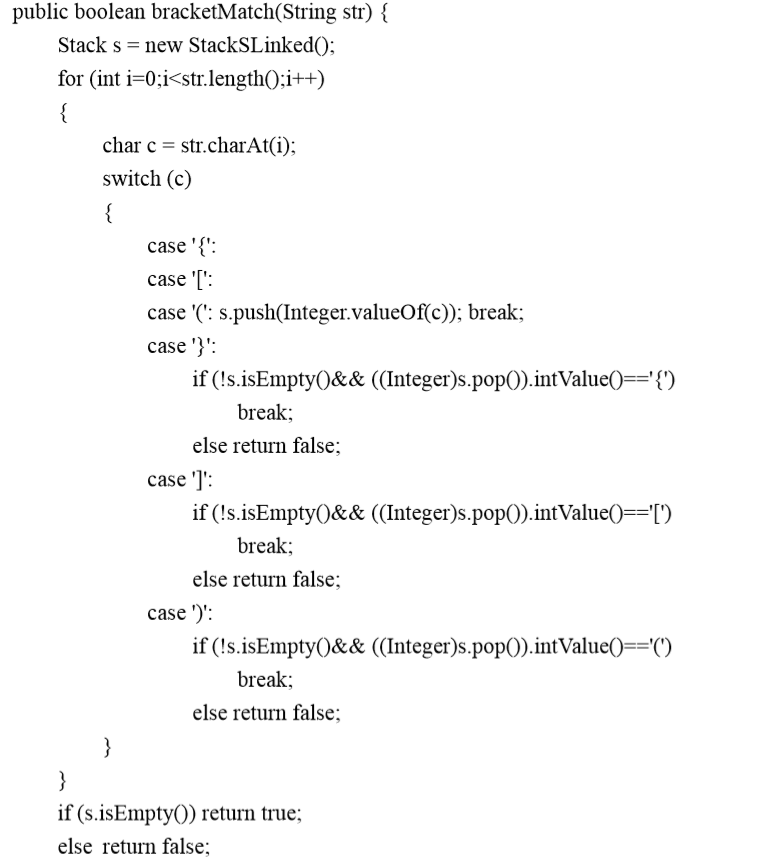 public boolean bracketMatch(String str) {
Stack s = new StackSLinked();
for (int i=0;i<str.length();i++)
{
char c = str.charAt(i);
switch (c)
{
case '{':
case '[':
case '(': s.push(Integer.valueOf(c)); break;
case '}':
if (!s.isEmpty()&& ((Integer)s.pop()).intValue()=='{')
break;
else return false;
case ']':
if (!s.isEmpty()&& ((Integer)s.pop()).intValue()=='[')
break;
else return false;
case ')':
if (!s.isEmpty()&& ((Integer)s.pop()).intValue()=='(')
break;
else return false;
}
}
if (s.isEmpty()) return true;
else  return false;